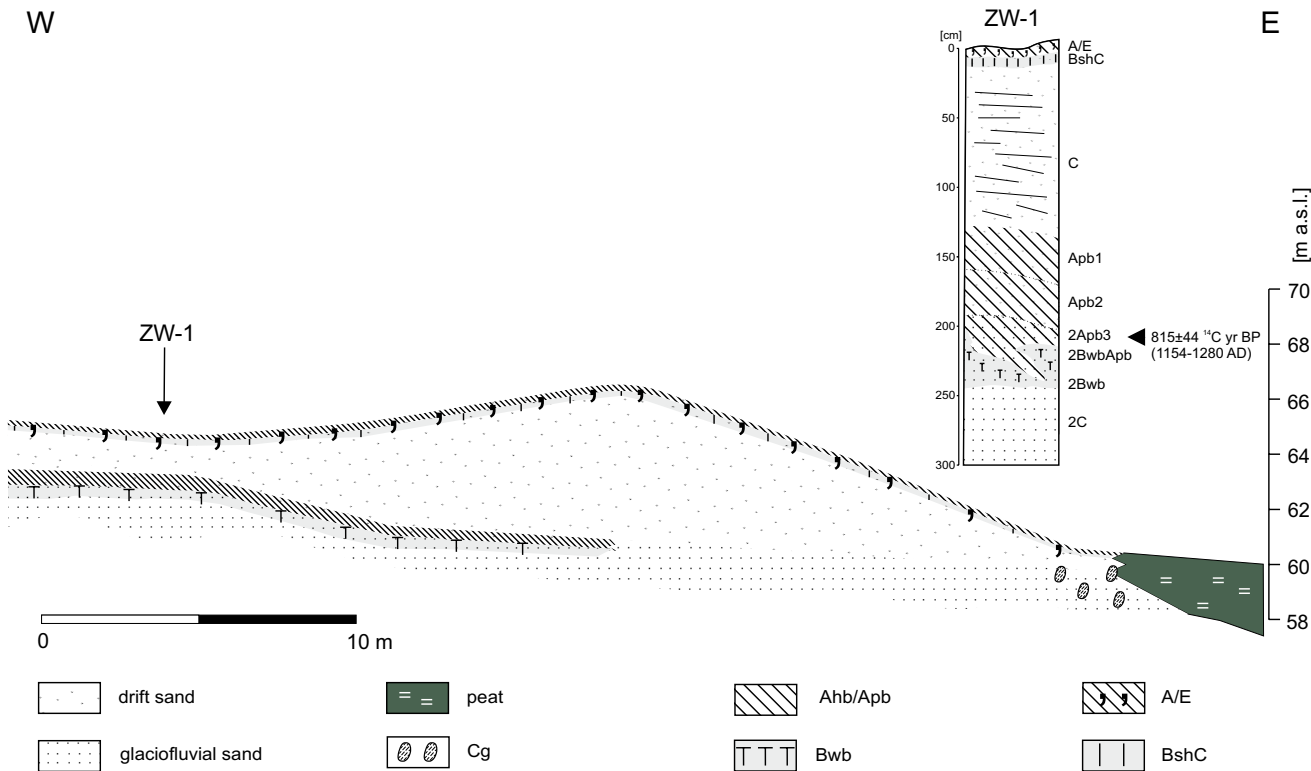 W
ZW-1
E
[cm]
0
50
100
150
200
250
300
A/E
BshC
C
Apb1
Apb2
2Apb3
2BwbApb
2Bwb
2C
815±44 ¹⁴C yr BP
(1154-1280 AD)
[m a.s.l.]
70
68
66
64
62
60
58
ZW-1
0
10 m
drift sand
peat
Ahb/Apb
A/E
glaciofluvial sand
Cg
Bwb
BshC